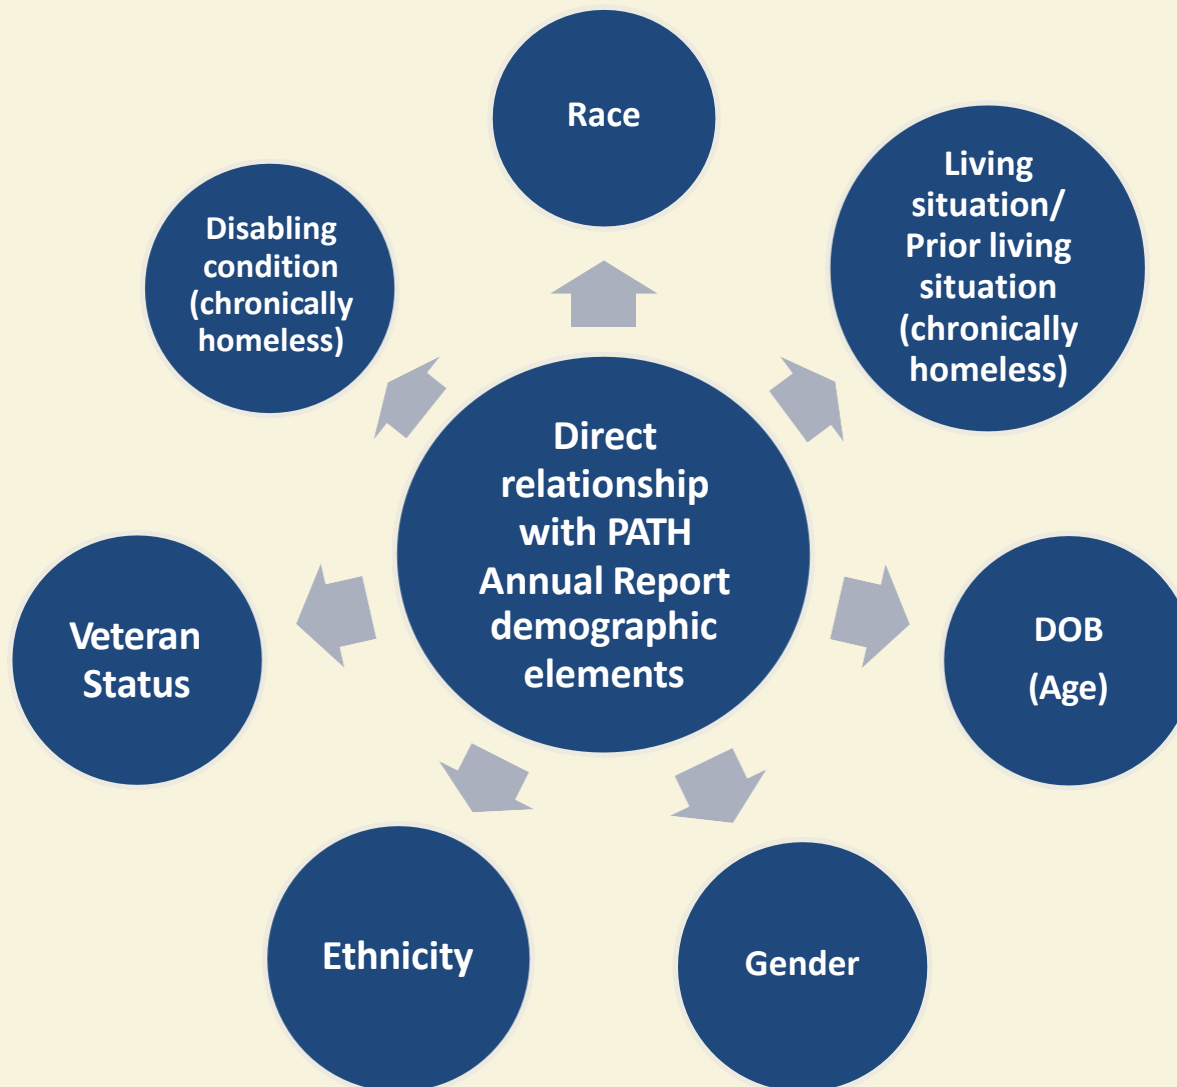 Race
Living
situation/
Prior living
situation
(chronically
homeless)
Disabling
condition
(chronically
homeless)
Direct
relationship
with PATH
Annual Report
demographic
elements
Veteran
Status
DOB
(Age)
Ethnicity
Gender